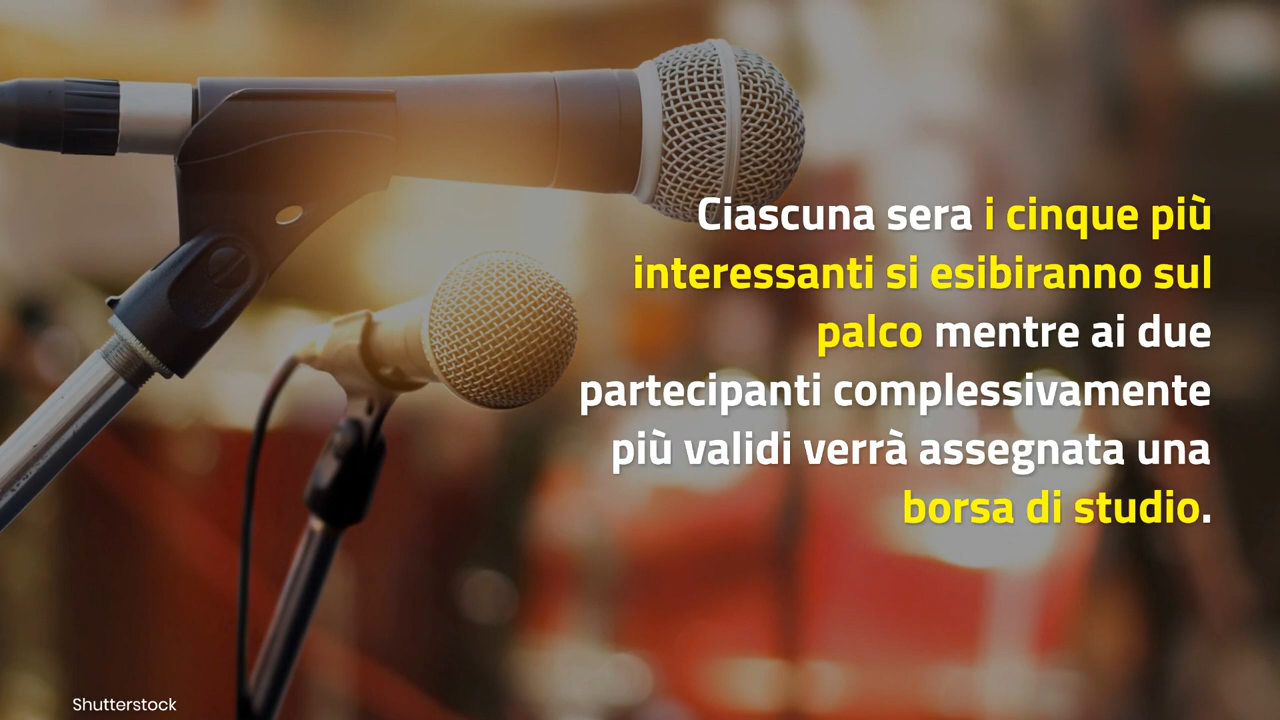 Ciascuna sera i cinque più
interessanti si esibiranno sul
palco mentre ai due
partecipanti complessivamente
più validi verrà assegnata una
borsa di studio.
Shutterstock